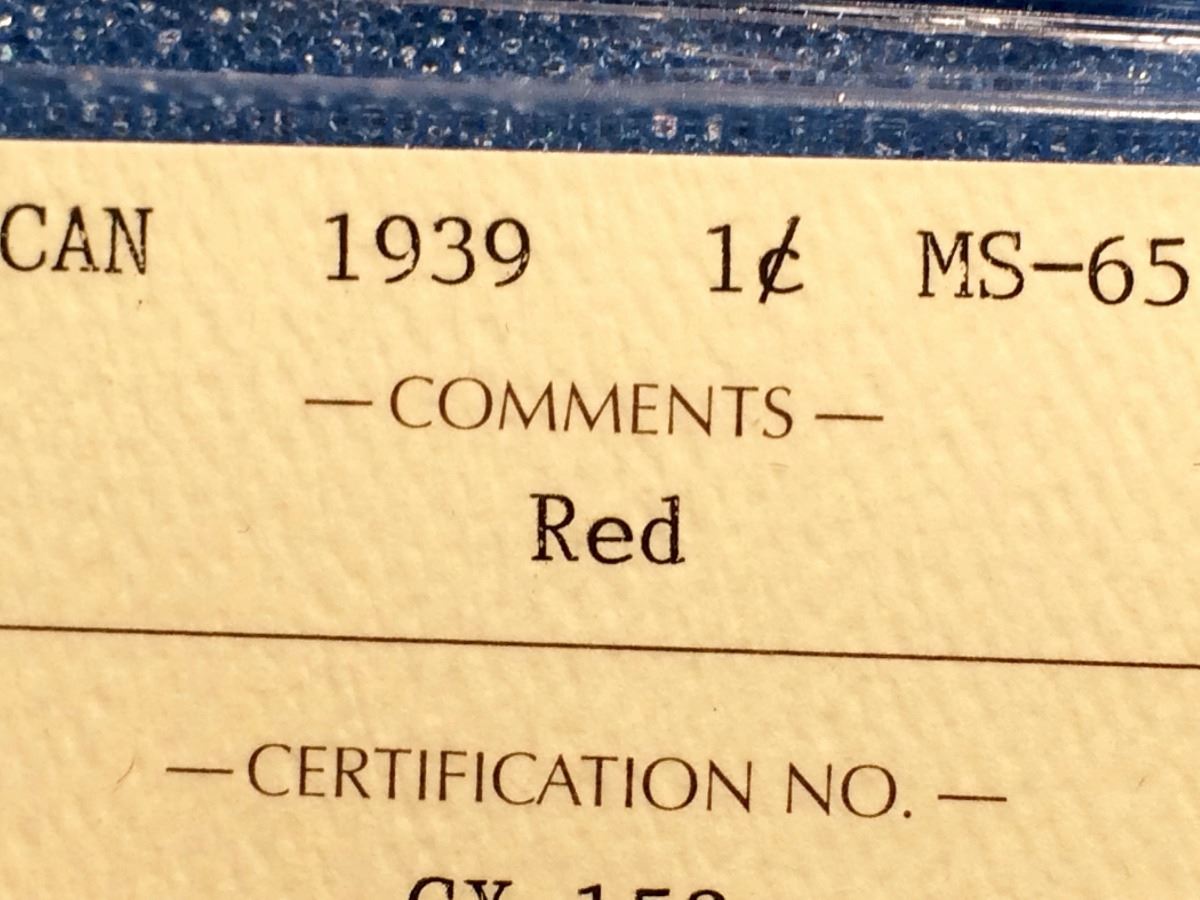 CAN 1939 1¢ MS-65
— COMMENTS —
Red
— CERTIFICATION NO. —